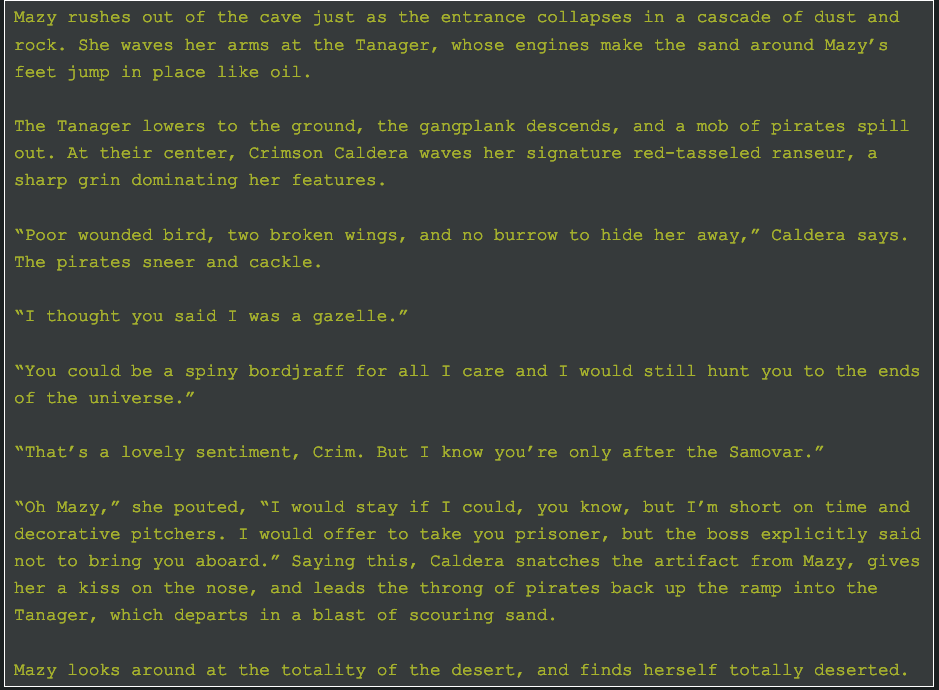 Mazy rushes out of the cave just as the entrance collapses in a cascade of dust and
rock. She waves her arms at the Tanager, whose engines make the sand around Mazy’s
feet jump in place like oil.
The Tanager lowers to the ground, the gangplank descends, and a mob of pirates spill
out. At their center, Crimson Caldera waves her signature red-tasseled ranseur, a
sharp grin dominating her features.
“Poor wounded bird, two broken wings, and no burrow to hide her away,” Caldera says.
The pirates sneer and cackle.
“I thought you said I was a gazelle.”
“You could be a spiny bordjraff for all I care and I would still hunt you to the ends
of the universe.”
“That’s a lovely sentiment, Crim. But I know you’re only after the Samovar.”
“Oh Mazy,” she pouted, “I would stay if I could, you know, but I’m short on time and
decorative pitchers. I would offer to take you prisoner, but the boss explicitly said
not to bring you aboard.” Saying this, Caldera snatches the artifact from Mazy, gives
her a kiss on the nose, and leads the throng of pirates back up the ramp into the
Tanager, which departs in a blast of scouring sand.
Mazy looks around at the totality of the desert, and finds herself totally deserted.